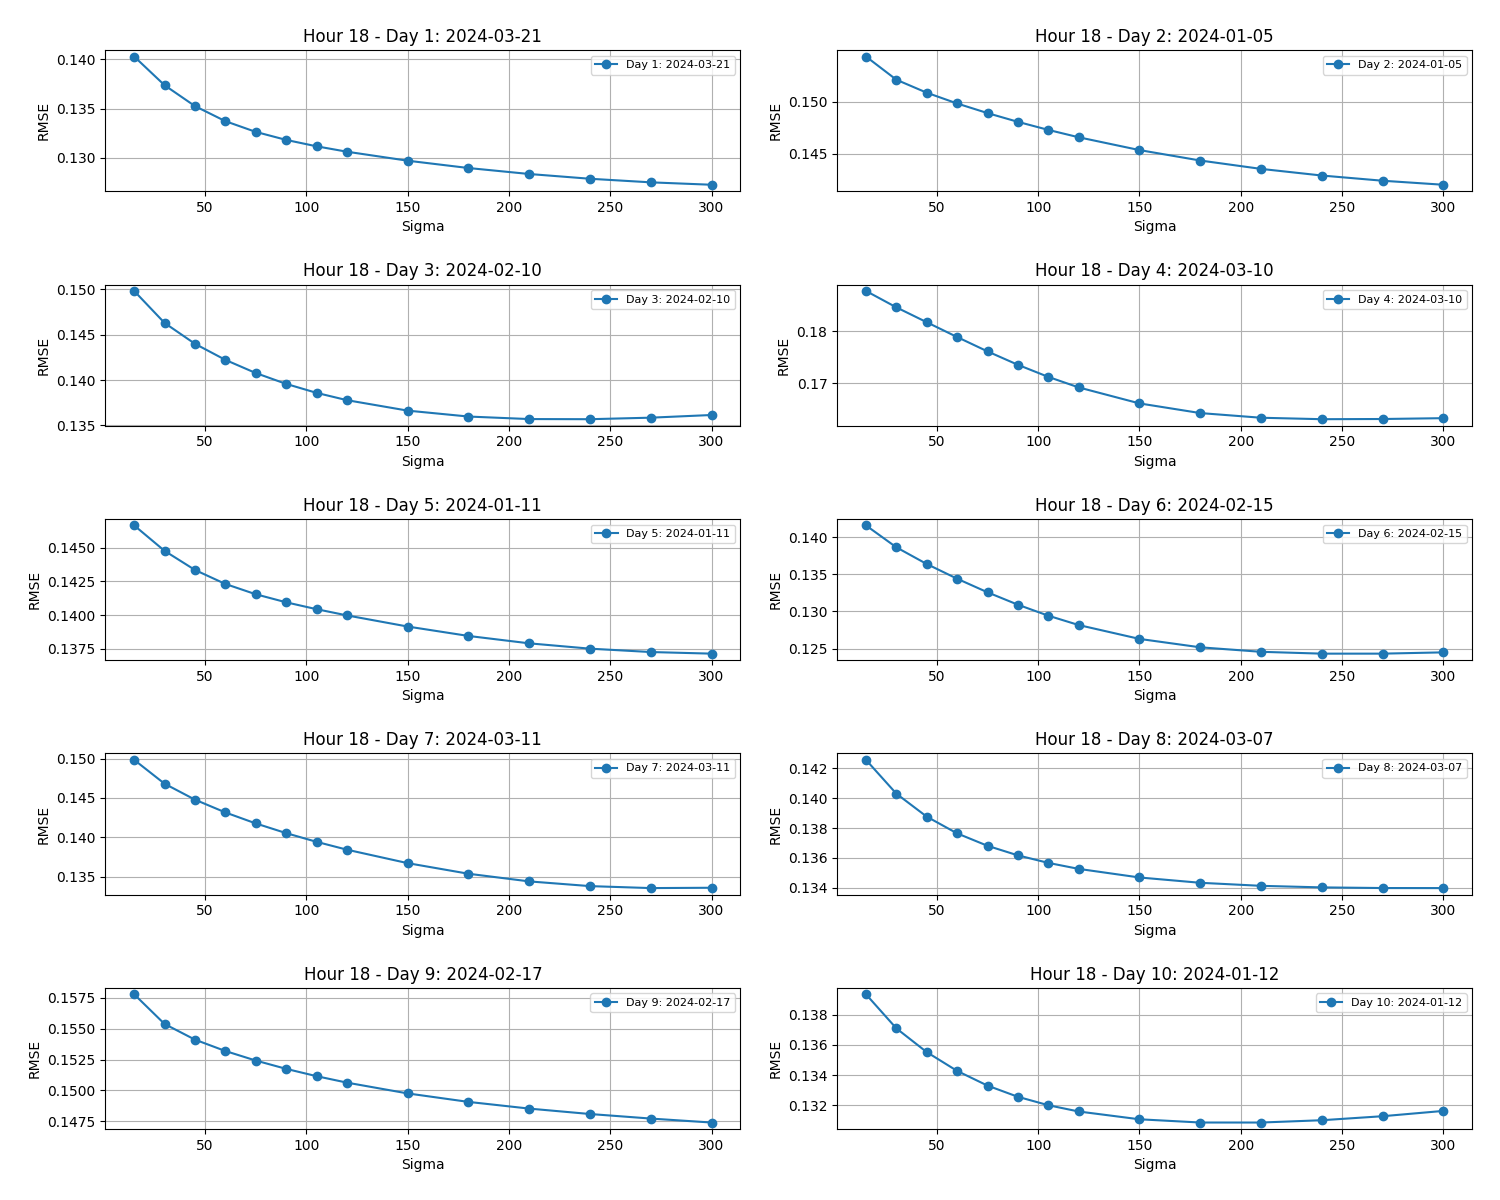 Hour 18 - Day 1: 2024-03-21
Day 1: 2024-03-21
RMSE
0.140
0.135
0.130
50 100 150 200 250 300
Sigma
Hour 18 - Day 2: 2024-01-05
Day 2: 2024-01-05
RMSE
0.150
0.145
50 100 150 200 250 300
Sigma
Hour 18 - Day 3: 2024-02-10
Day 3: 2024-02-10
RMSE
0.150
0.145
0.140
0.135
50 100 150 200 250 300
Sigma
Hour 18 - Day 4: 2024-03-10
Day 4: 2024-03-10
RMSE
0.18
0.17
50 100 150 200 250 300
Sigma
Hour 18 - Day 5: 2024-01-11
Day 5: 2024-01-11
RMSE
0.1450
0.1425
0.1400
0.1375
50 100 150 200 250 300
Sigma
Hour 18 - Day 6: 2024-02-15
Day 6: 2024-02-15
RMSE
0.140
0.135
0.130
0.125
50 100 150 200 250 300
Sigma
Hour 18 - Day 7: 2024-03-11
Day 7: 2024-03-11
RMSE
0.150
0.145
0.140
0.135
50 100 150 200 250 300
Sigma
Hour 18 - Day 8: 2024-03-07
Day 8: 2024-03-07
RMSE
0.142
0.140
0.138
0.136
0.134
50 100 150 200 250 300
Sigma
Hour 18 - Day 9: 2024-02-17
Day 9: 2024-02-17
RMSE
0.1575
0.1550
0.1525
0.1500
0.1475
50 100 150 200 250 300
Sigma
Hour 18 - Day 10: 2024-01-12
Day 10: 2024-01-12
RMSE
0.138
0.136
0.134
0.132
50 100 150 200 250 300
Sigma